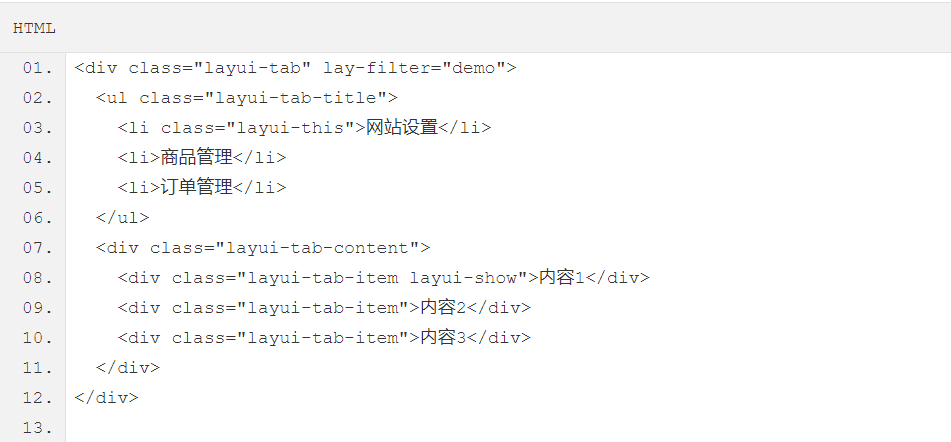 HTML
01. <div class="layui-tab" lay-filter="demo">
02.   <ul class="layui-tab-title">
03.     <li class="layui-this">网站设置</li>
04.     <li>商品管理</li>
05.     <li>订单管理</li>
06.   </ul>
07.   <div class="layui-tab-content">
08.     <div class="layui-tab-item layui-show">内容1</div>
09.     <div class="layui-tab-item">内容2</div>
10.     <div class="layui-tab-item">内容3</div>
11.   </div>
12. </div>
13.